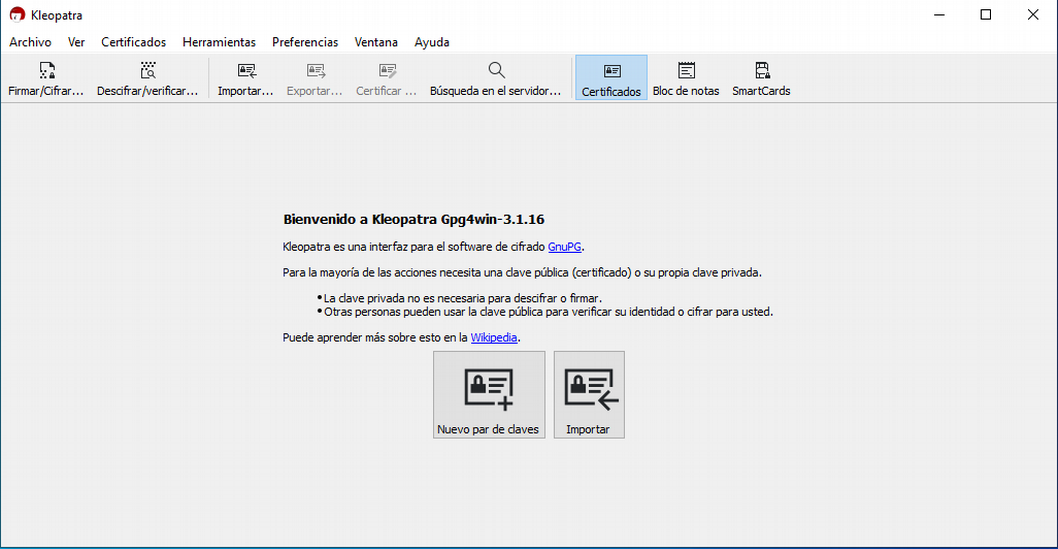 Kleopatra
Archivo Ver Certificados Herramientas Preferencias Ventana Ayuda
Firmar/Cifrar... Descifrar/verificar... Importar... Exportar... Certificar ... Búsqueda en el servidor... Certificados Bloc de notas SmartCards
Bienvenido a Kleopatra Gpg4win-3.1.16
Kleopatra es una interfaz para el software de cifrado GnuPG.
Para la mayoría de las acciones necesita una clave pública (certificado) o su propia clave privada.
•La clave privada no es necesaria para descifrar o firmar.
•Otras personas pueden usar la clave pública para verificar su identidad o cifrar para usted.
Puede aprender más sobre esto en la Wikipedia.
Nuevo par de claves Importar